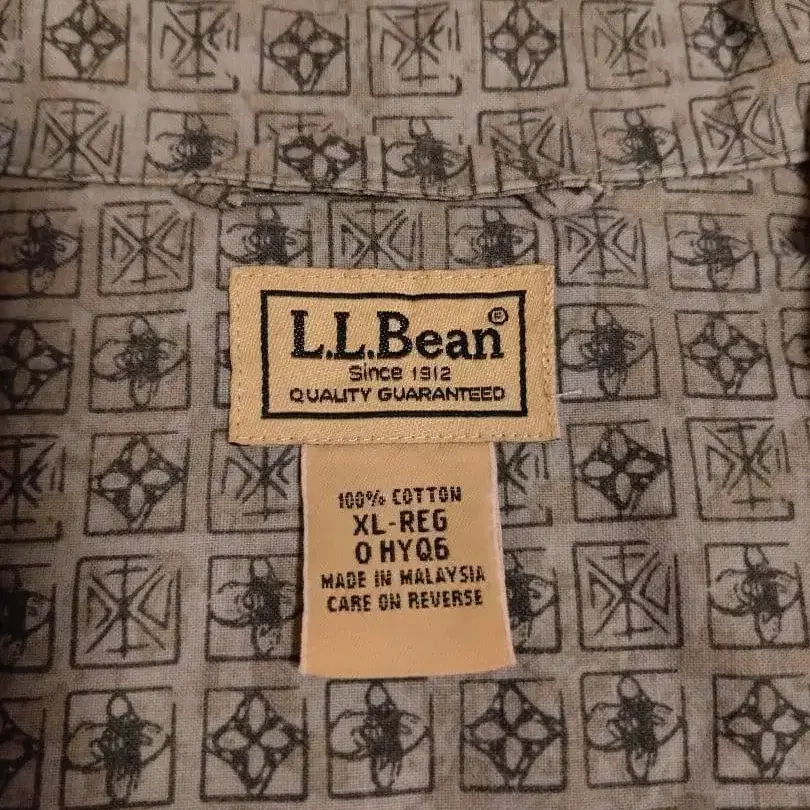 L.L.Bean®
Since 1912
QUALITY GUARANTEED
100% COTTON
XL-REG
0 HYQ6
MADE IN MALAYSIA
CARE ON REVERSE